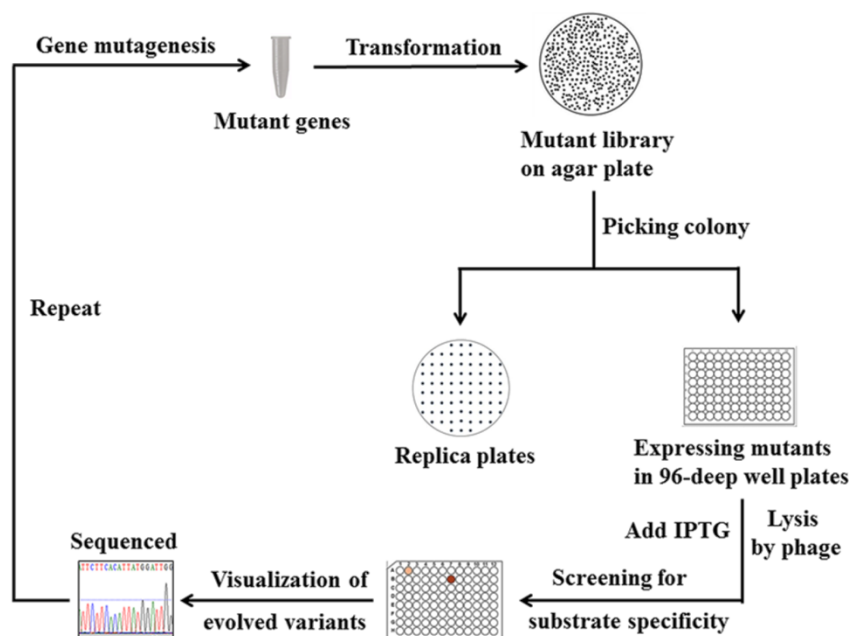 Gene mutagenesis
Transformation
Mutant genes
Mutant library
on agar plate
Picking colony
Repeat
Replica plates
Expressing mutants
in 96-deep well plates
Add IPTG
Lysis
by phage
Sequenced
Visualization of
evolved variants
Screening for
substrate specificity